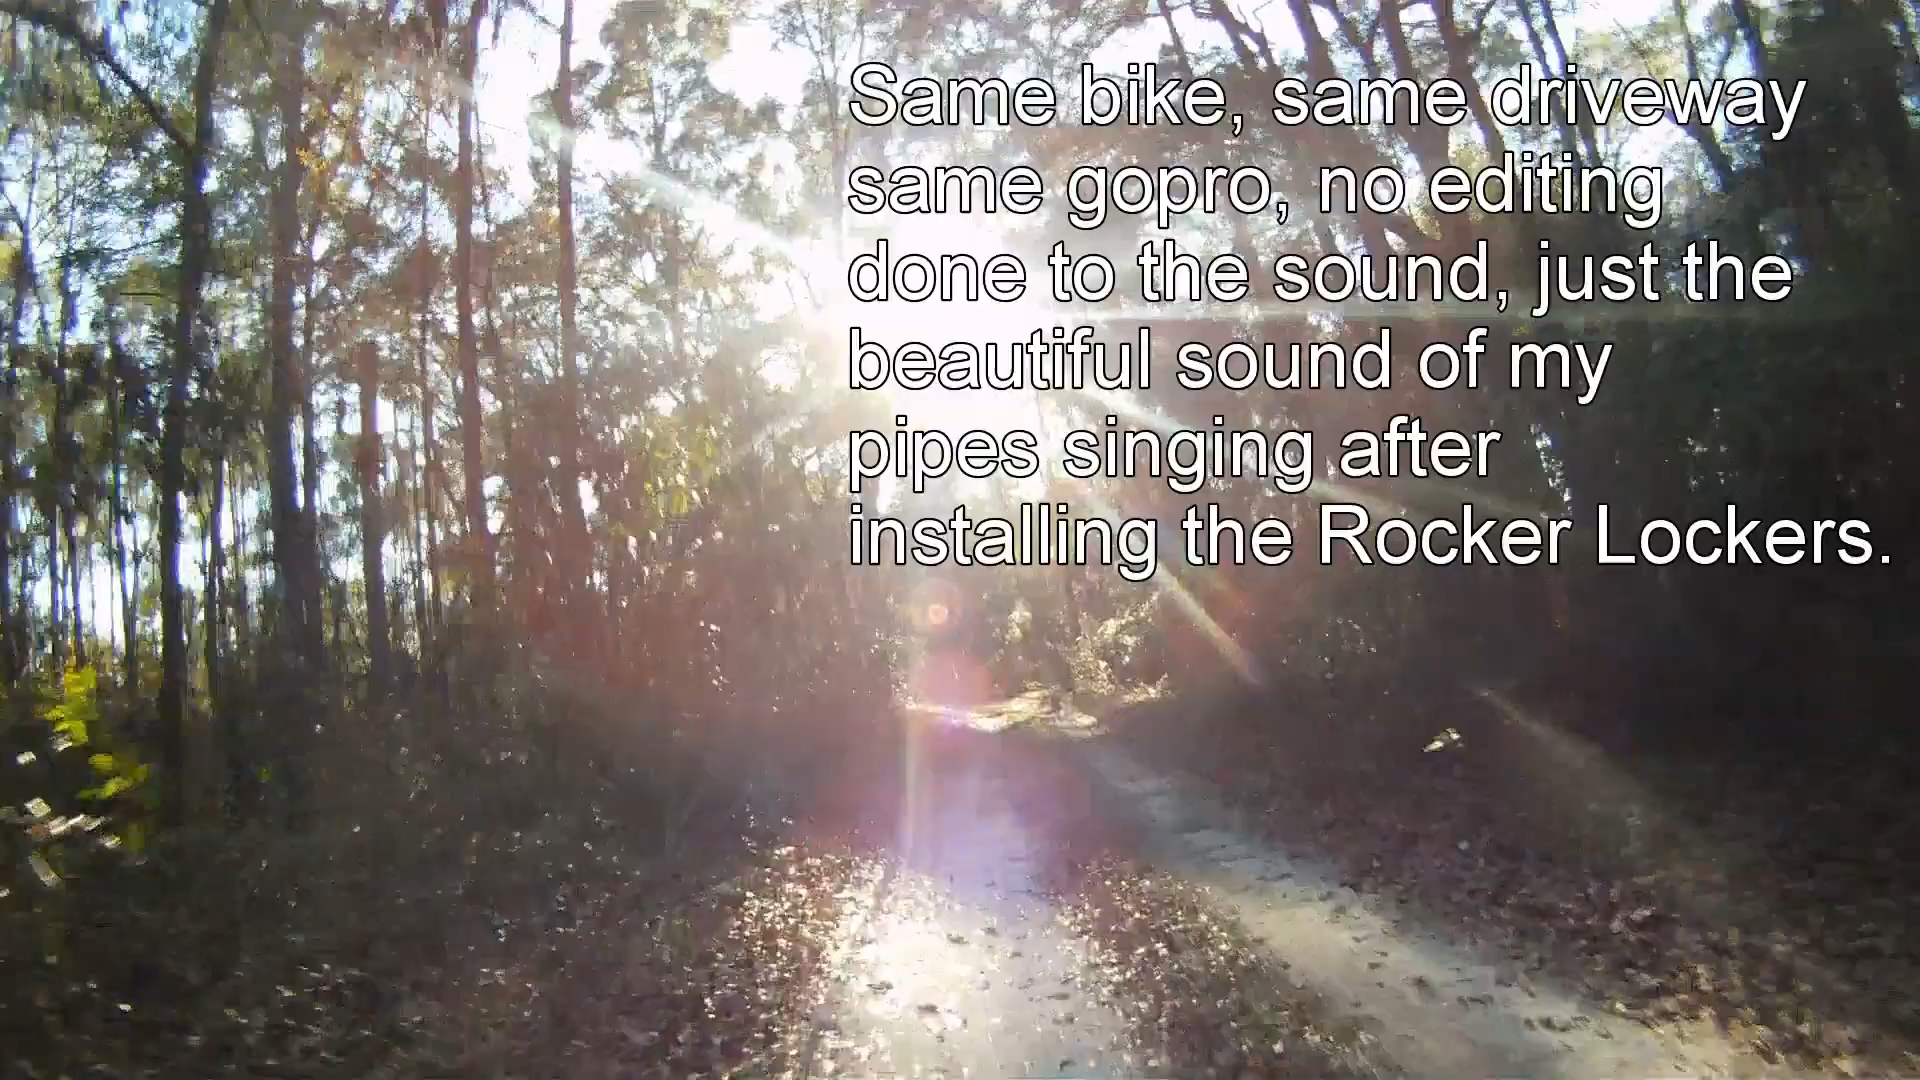 Same bike, same driveway
same gopro, no editing
done to the sound, just the
beautiful sound of my
pipes singing after
installing the Rocker Lockers.